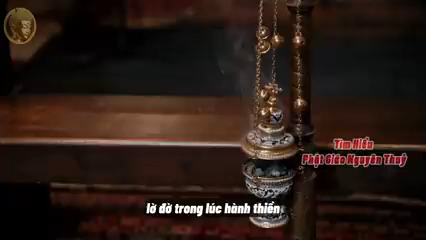 Tìm Hiểu
Phật Giáo Nguyên Thuỷ
lờ đờ trong lúc hành thiền